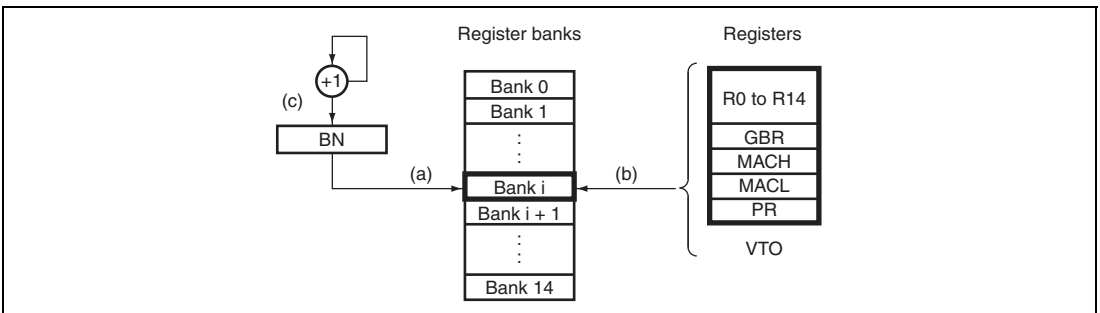 Register banks
Registers
+1
(c)
BN
(a)
Bank 0
Bank 1
Bank i
Bank i + 1
Bank 14
(b)
R0 to R14
GBR
MACH
MACL
PR
VTO